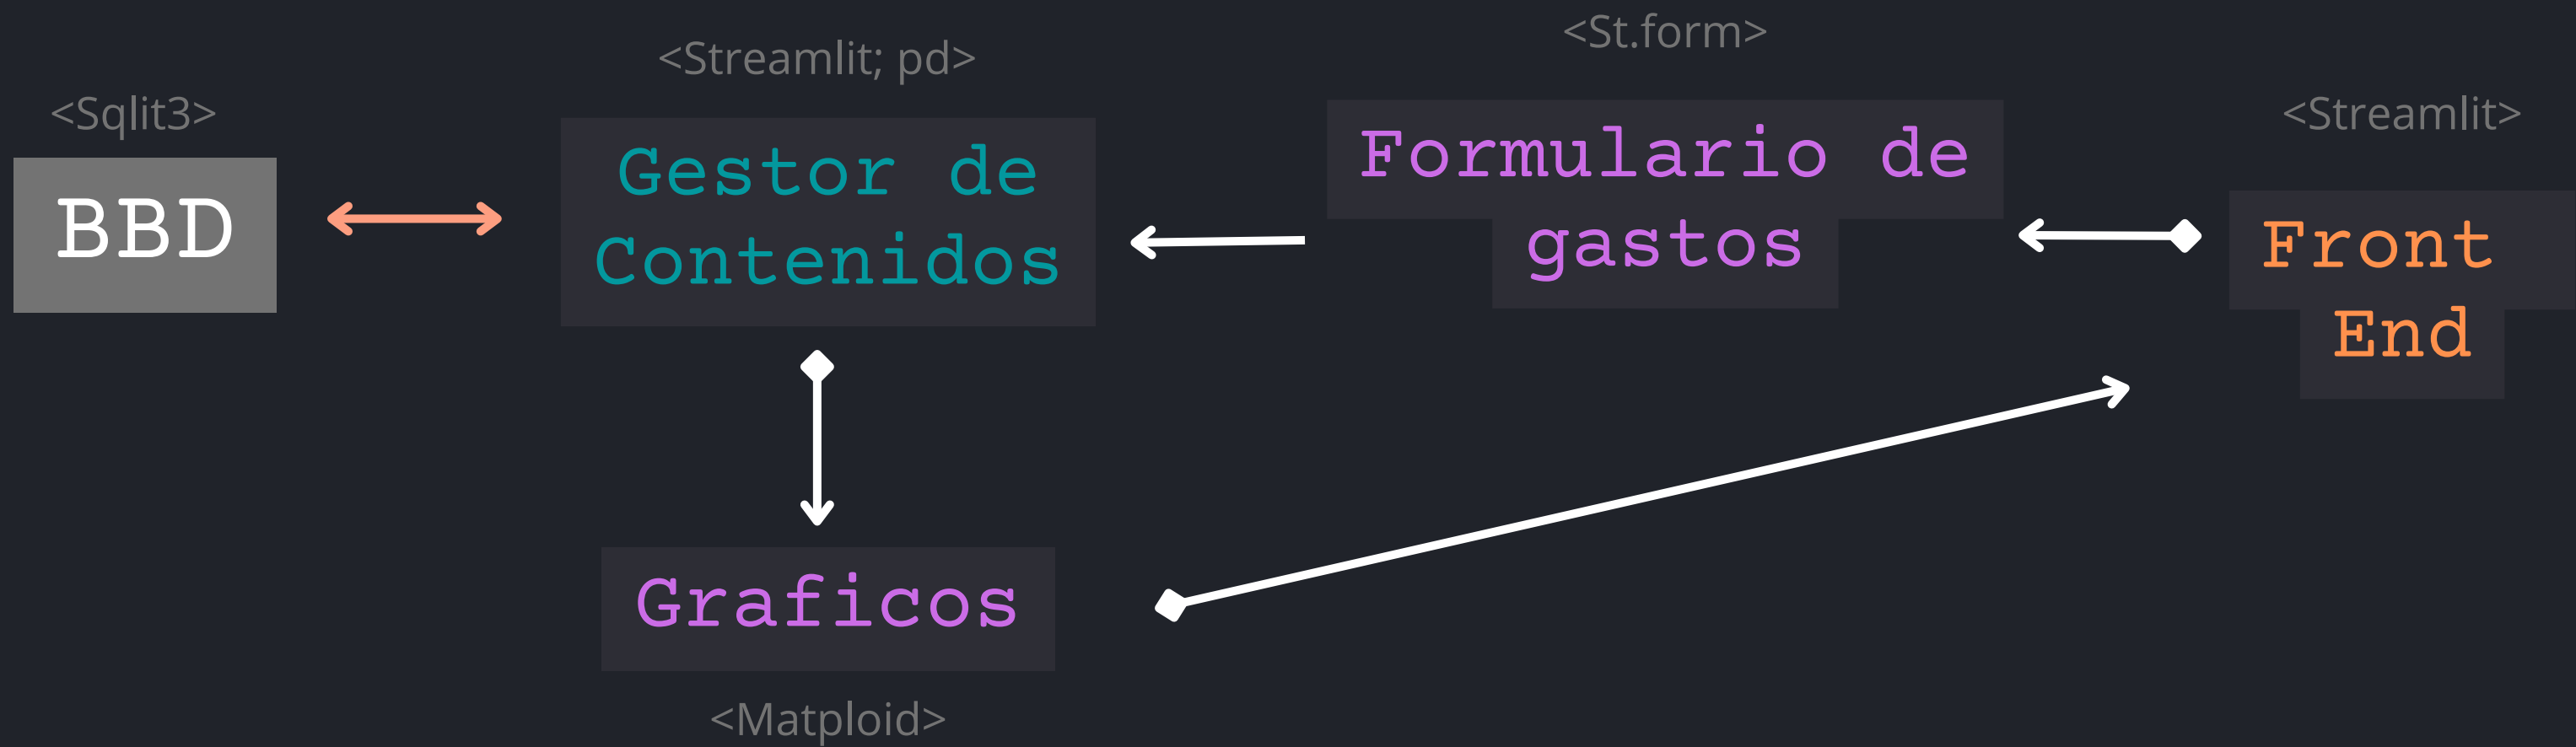 <Sqlit3>
BBD
<Streamlit; pd>
Gestor de
Contenidos
<St.form>
Formulario de
gastos
<Streamlit>
Front
End
Graficos
<Matploid>